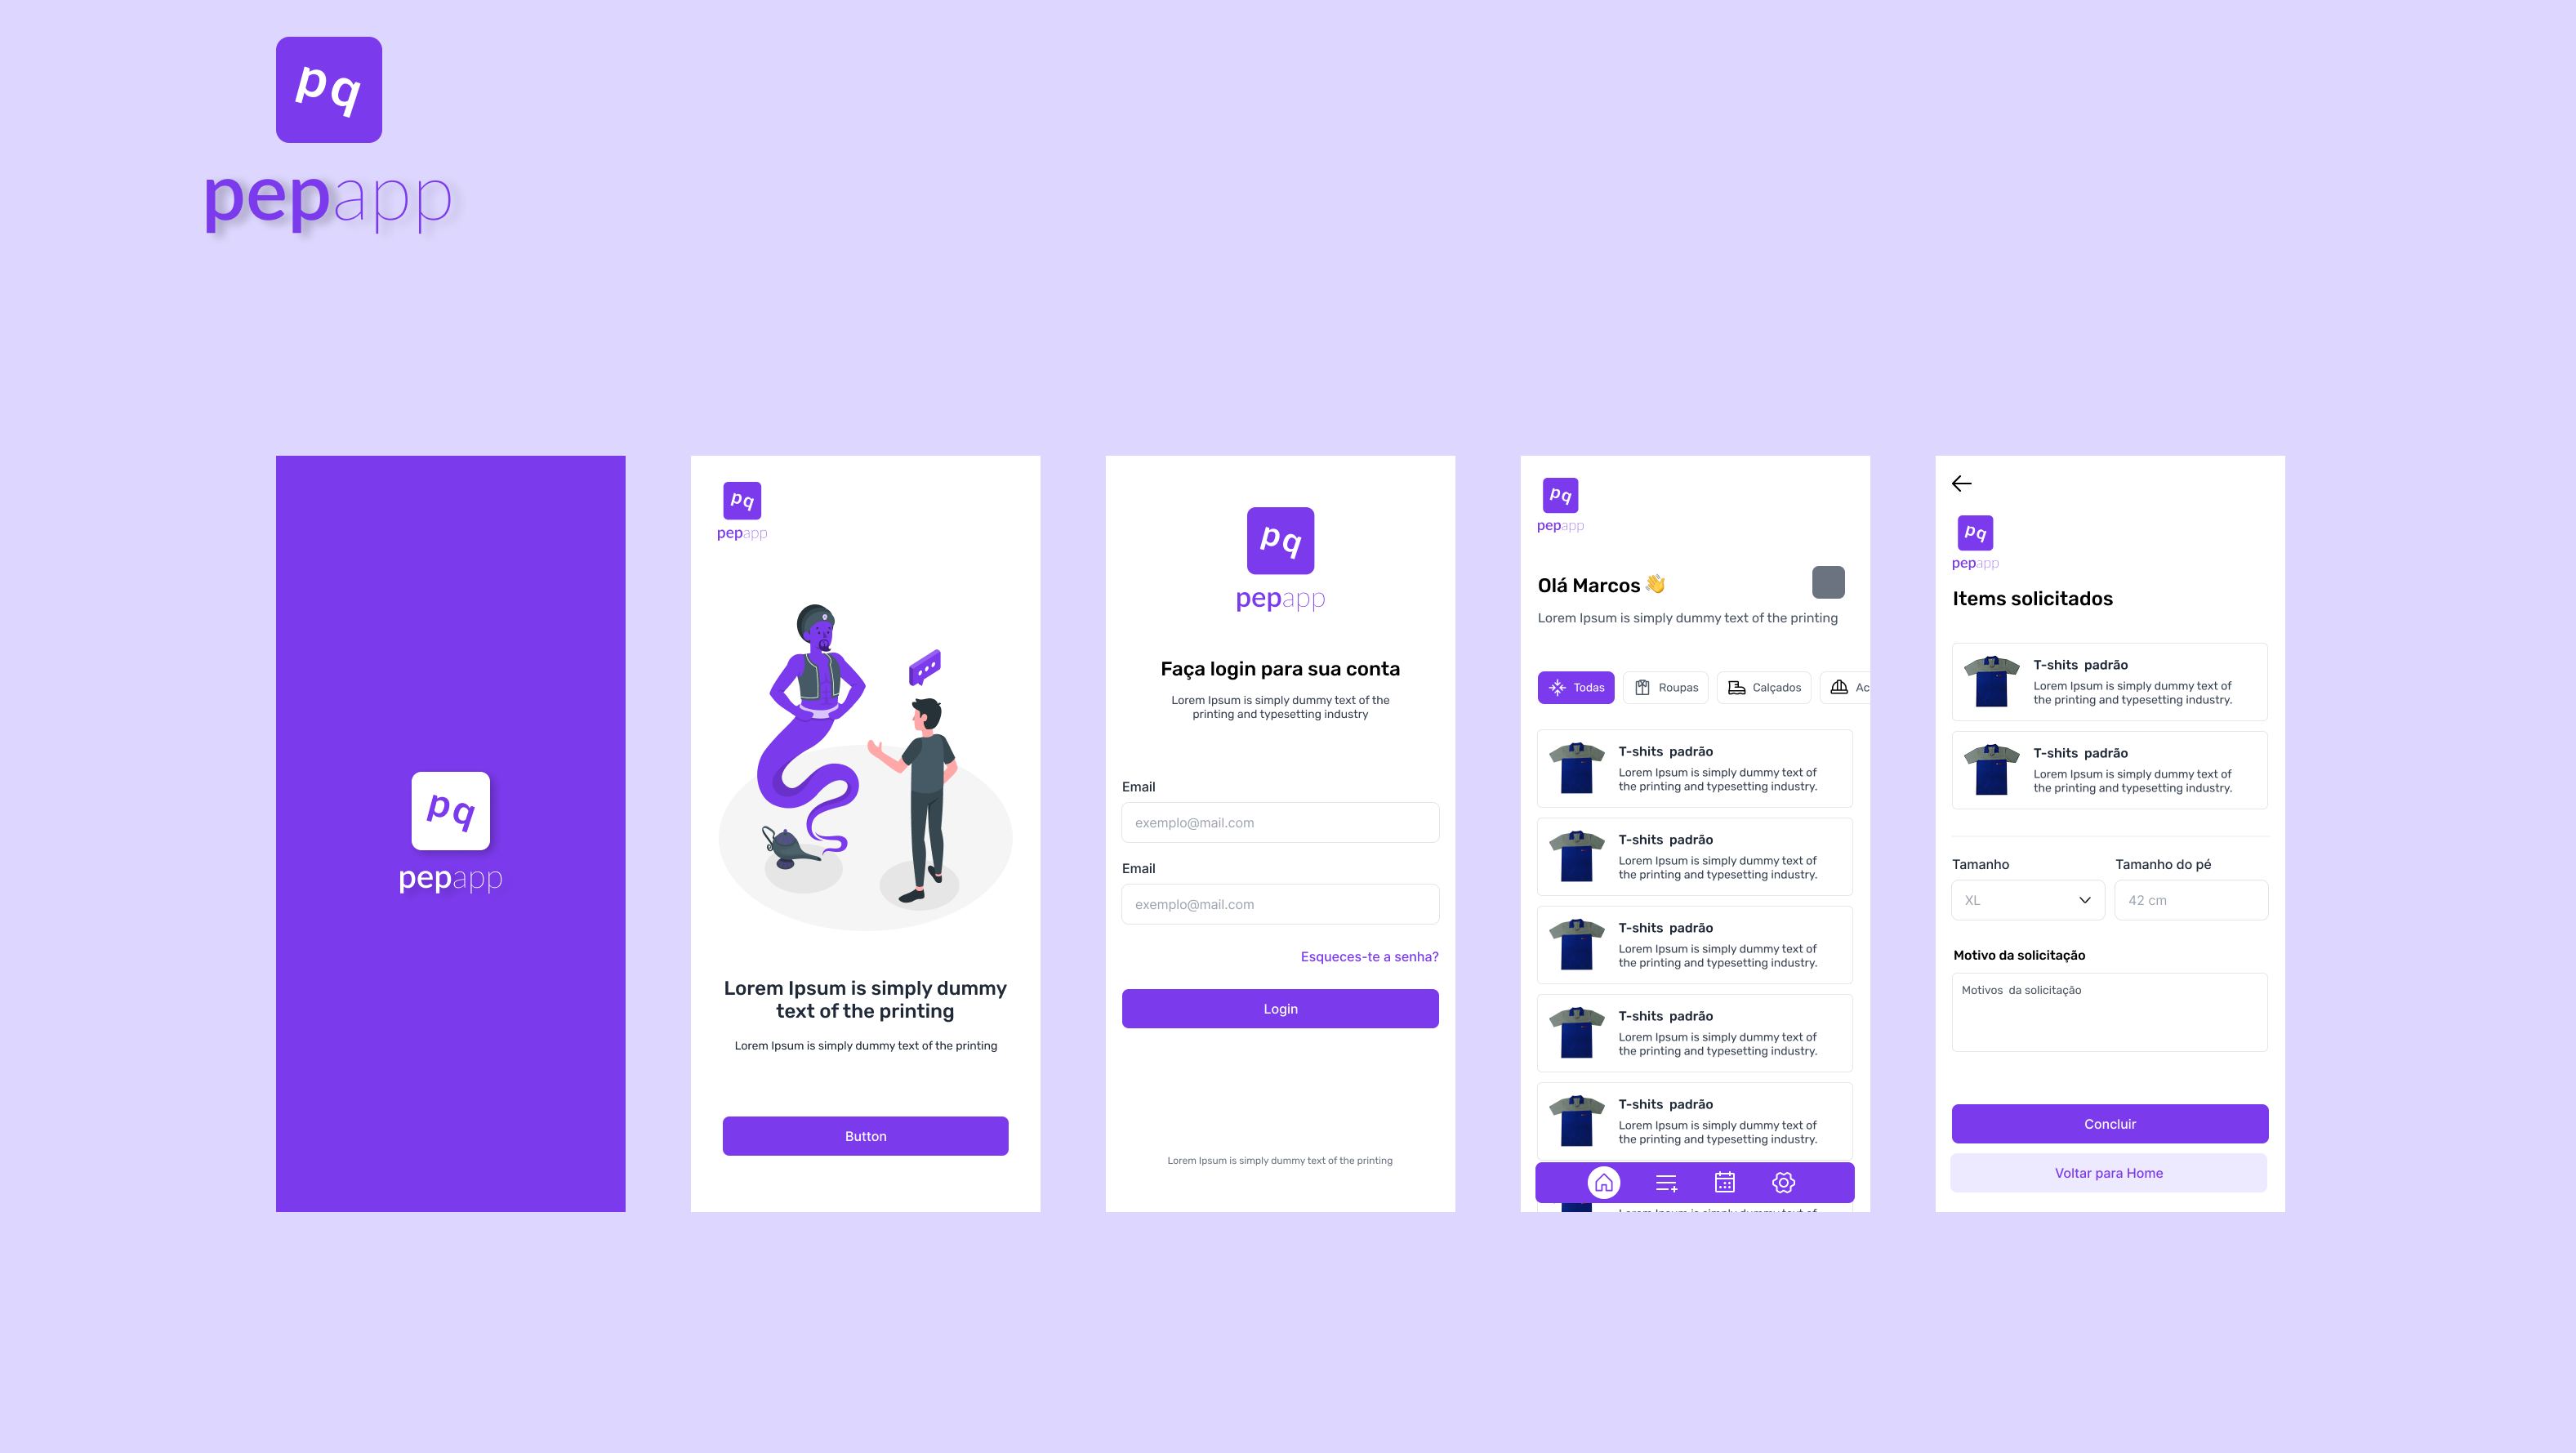 pq
pepapp
pq
pepapp
pq
pepapp
Lorem Ipsum is simply dummy
text of the printing
Lorem Ipsum is simply dummy text of the printing
Button
pq
pepapp
Faça login para sua conta
Lorem Ipsum is simply dummy text of the
printing and typesetting industry
Email
exemplo@mail.com
Email
exemplo@mail.com
Esqueces-te a senha?
Login
Lorem Ipsum is simply dummy text of the printing
pq
pepapp
Olá Marcos 👋
Lorem Ipsum is simply dummy text of the printing
Todas Roupas Calçados Ac
T-shits padrão
Lorem Ipsum is simply dummy text of
the printing and typesetting industry.
T-shits padrão
Lorem Ipsum is simply dummy text of
the printing and typesetting industry.
T-shits padrão
Lorem Ipsum is simply dummy text of
the printing and typesetting industry.
T-shits padrão
Lorem Ipsum is simply dummy text of
the printing and typesetting industry.
T-shits padrão
Lorem Ipsum is simply dummy text of
the printing and typesetting industry.
pq
pepapp
Items solicitados
T-shits padrão
Lorem Ipsum is simply dummy text of
the printing and typesetting industry.
T-shits padrão
Lorem Ipsum is simply dummy text of
the printing and typesetting industry.
Tamanho Tamanho do pé
XL 42 cm
Motivo da solicitação
Motivos da solicitação
Concluir
Voltar para Home